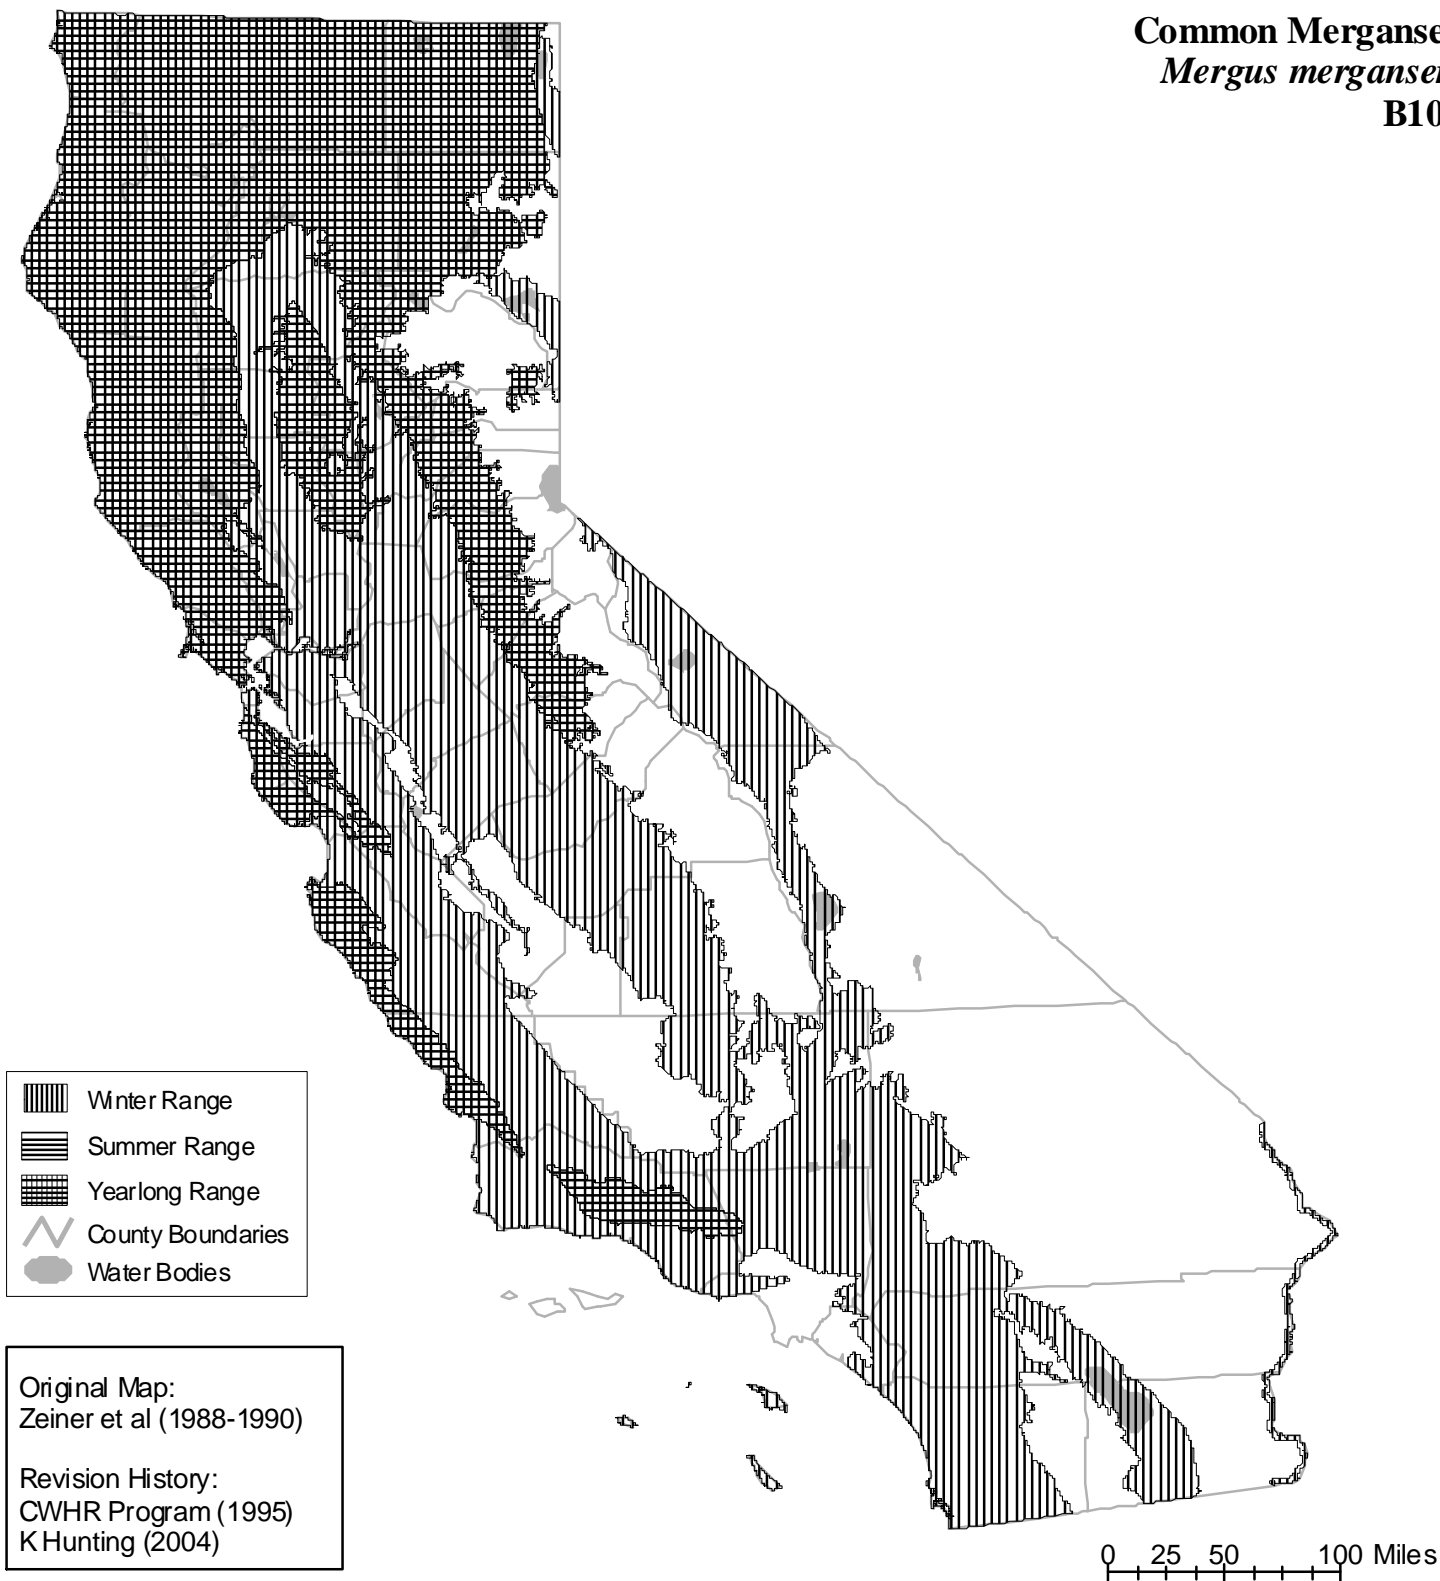 Common Merganse
Mergus merganse
B10
Winter Range
Summer Range
Yearlong Range
County Boundaries
Water Bodies
Original Map:
Zeiner et al (1988-1990)
Revision History:
CWHR Program (1995)
K Hunting (2004)
0 25 50 100 Miles